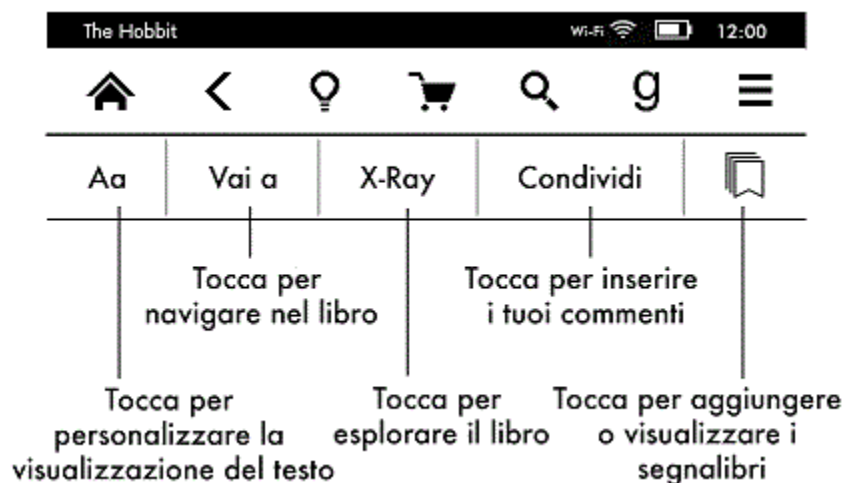 The Hobbit Wi-Fi 12:00
g
Aa Vai a X-Ray Condividi
Tocca per
navigare nel libro
Tocca per inserire
i tuoi commenti
Tocca per
personalizzare la
visualizzazione del testo
Tocca per
esplorare il libro
Tocca per aggiungere
o visualizzare i
segnalibri